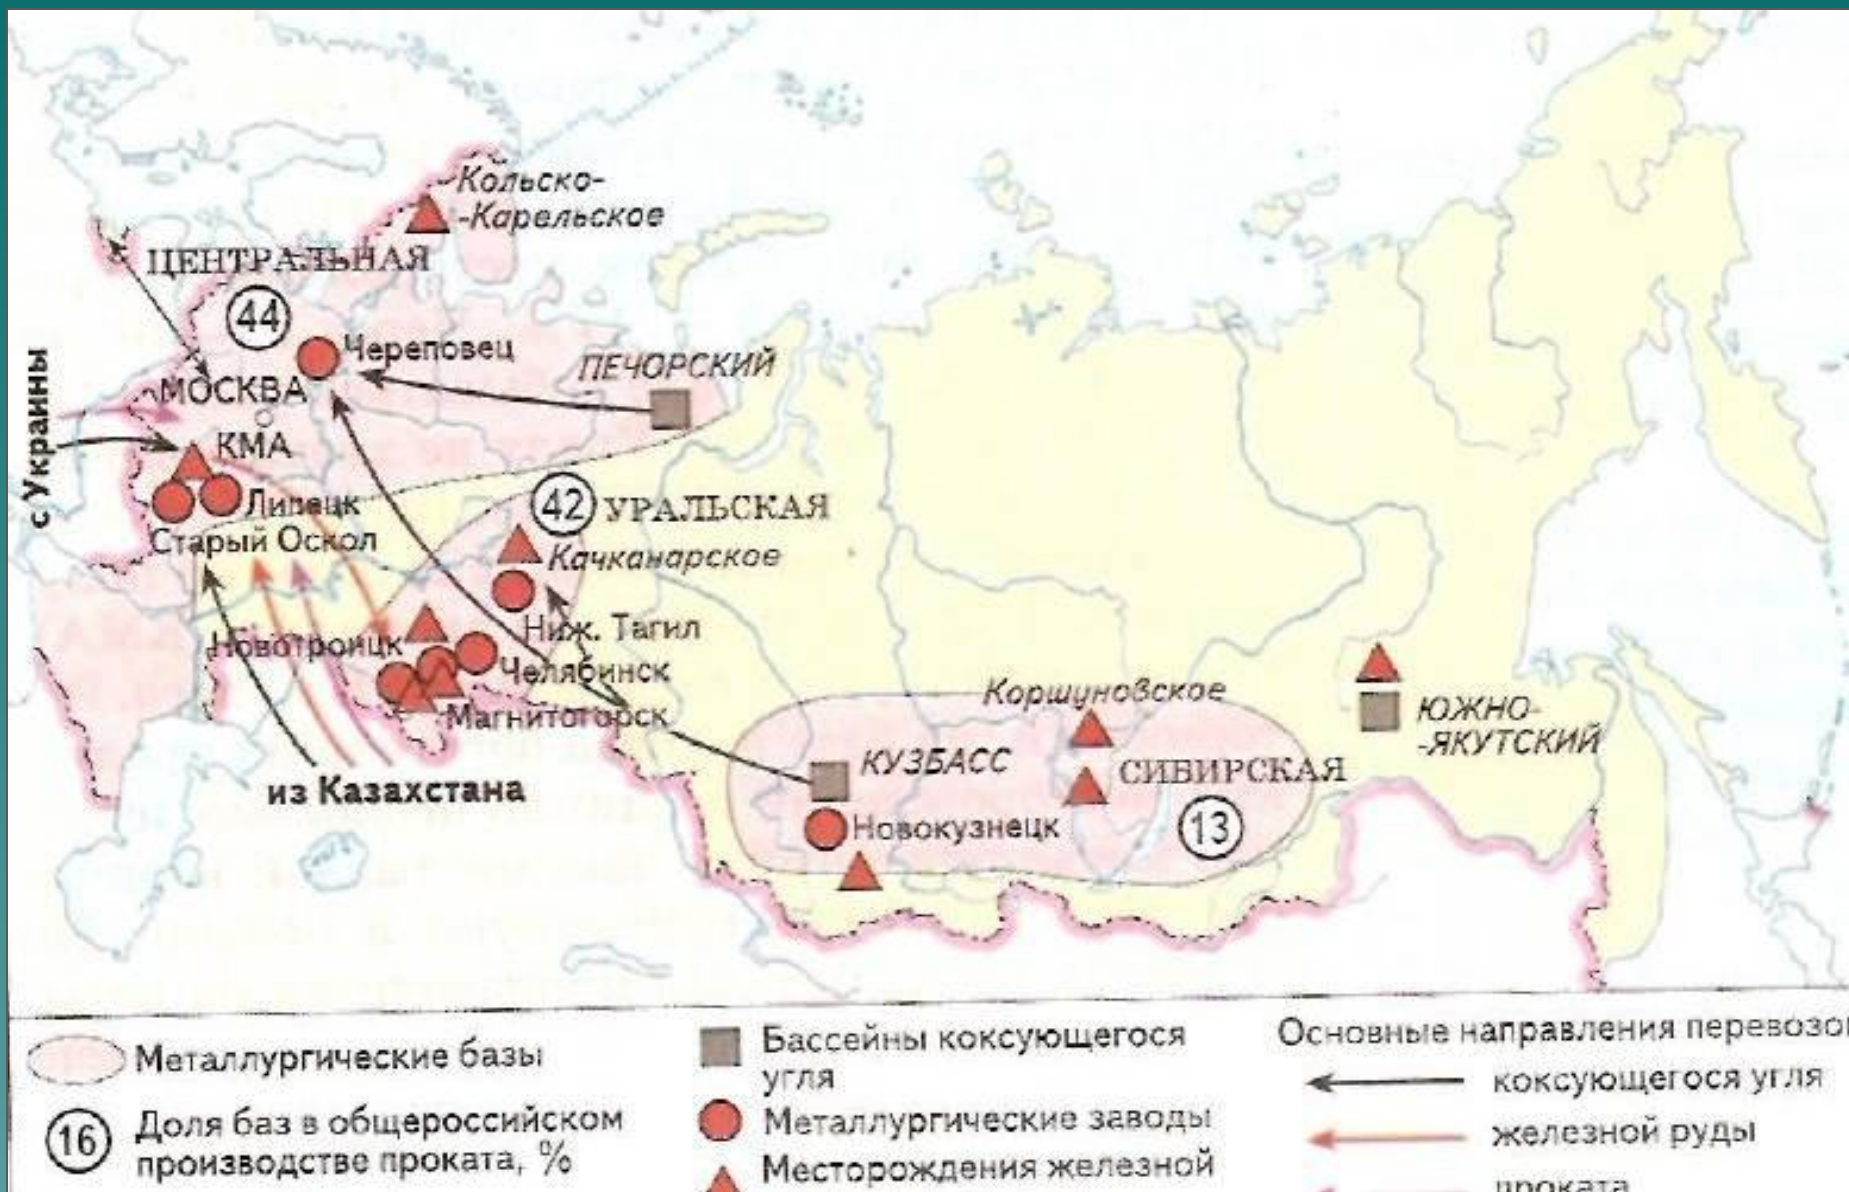 Кольско-
-Карельское
ЦЕНТРАЛЬНАЯ
44
Череповец
ПЕЧОРСКИЙ
МОСКВА
КМА
с Украины
Липецк
Старый Оскол
42
УРАЛЬСКАЯ
Качканарское
Ниж. Тагил
Новотроицк
Челябинск
Магнитогорск
из Казахстана
Коршуновское
КУЗБАСС
СИБИРСКАЯ
Новокузнецк
13
ЮЖНО-
-ЯКУТСКИЙ
Металлургические базы
16
Доля баз в общероссийском
производстве проката, %
Бассейны коксующегося
угля
Металлургические заводы
Месторождения железной
Основные направления перевозо
коксующегося угля
железной руды
проката